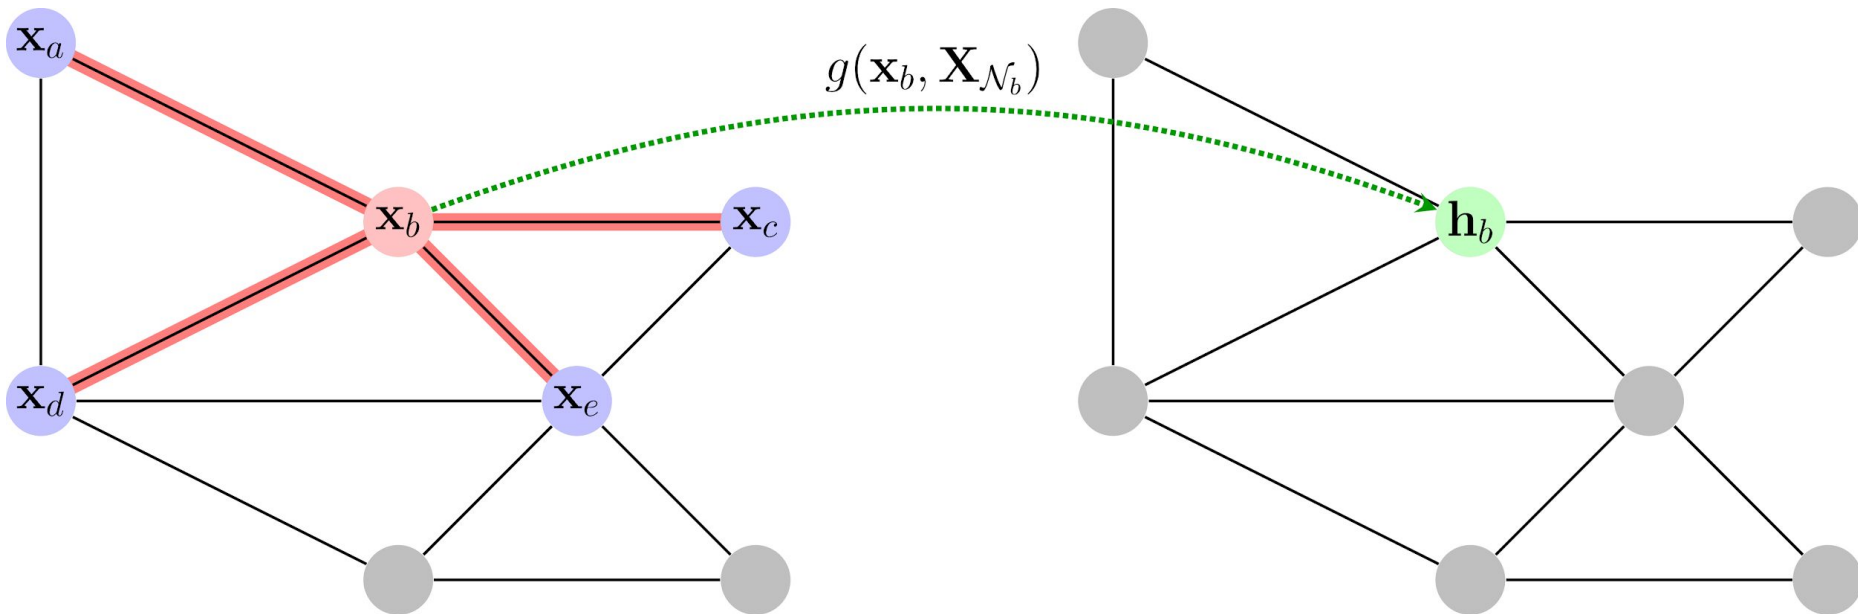 𝐱_a
g(𝐱_b, 𝐗_{𝒩_b})
𝐱_b
𝐱_c
𝐡_b
𝐱_d
𝐱_e